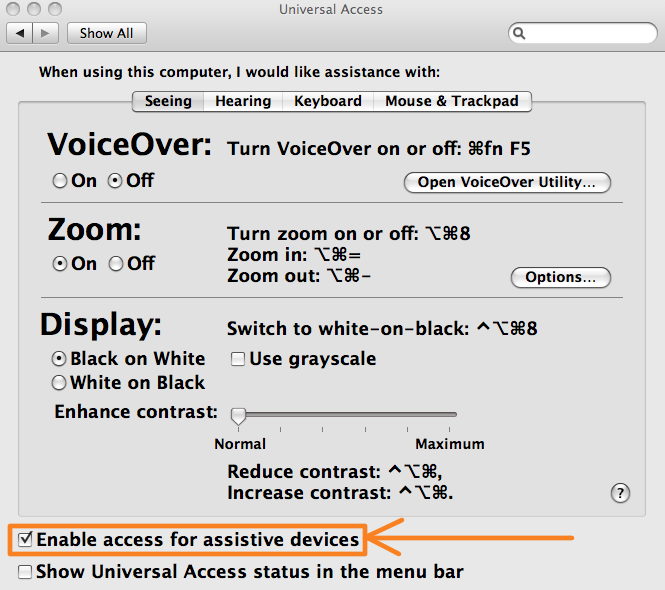 Universal Access
Show All
When using this computer, I would like assistance with:
Seeing Hearing Keyboard Mouse & Trackpad
VoiceOver: Turn VoiceOver on or off: ⌘fn F5
On Off Open VoiceOver Utility...
Zoom: Turn zoom on or off: ⌥⌘8
On Off Zoom in: ⌥⌘=
Zoom out: ⌥⌘-
Options...
Display: Switch to white-on-black: ^⌥⌘8
Black on White Use grayscale
White on Black
Enhance contrast:
Normal Maximum
Reduce contrast: ^⌥⌘,
Increase contrast: ^⌥⌘.
?
Enable access for assistive devices
Show Universal Access status in the menu bar